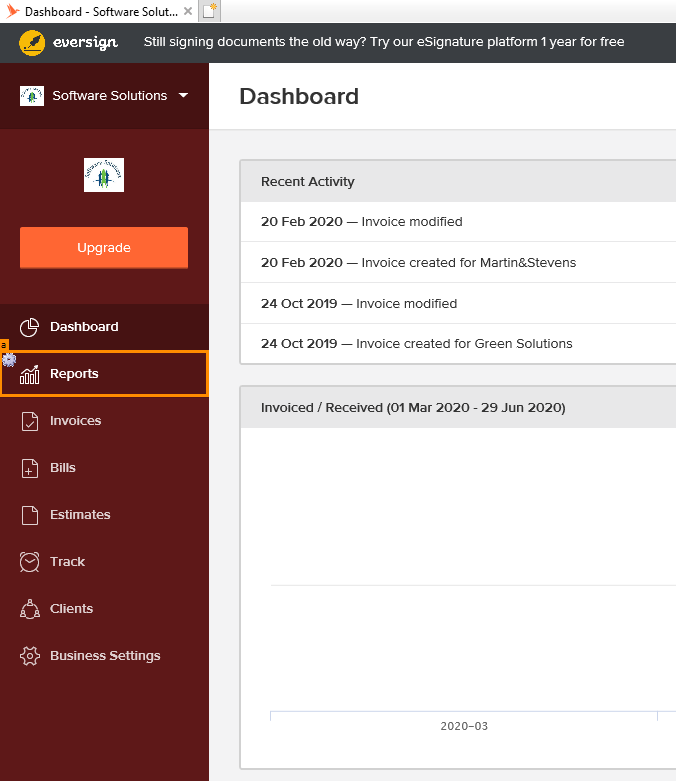 Dashboard - Software Solut...
eversign Still signing documents the old way? Try our eSignature platform 1 year for free
Software Solutions
Dashboard
Software Solutions
Upgrade
Dashboard
a
Reports
Invoices
Bills
Estimates
Track
Clients
Business Settings
Recent Activity
20 Feb 2020 — Invoice modified
20 Feb 2020 — Invoice created for Martin&Stevens
24 Oct 2019 — Invoice modified
24 Oct 2019 — Invoice created for Green Solutions
Invoiced / Received (01 Mar 2020 - 29 Jun 2020)
2020-03